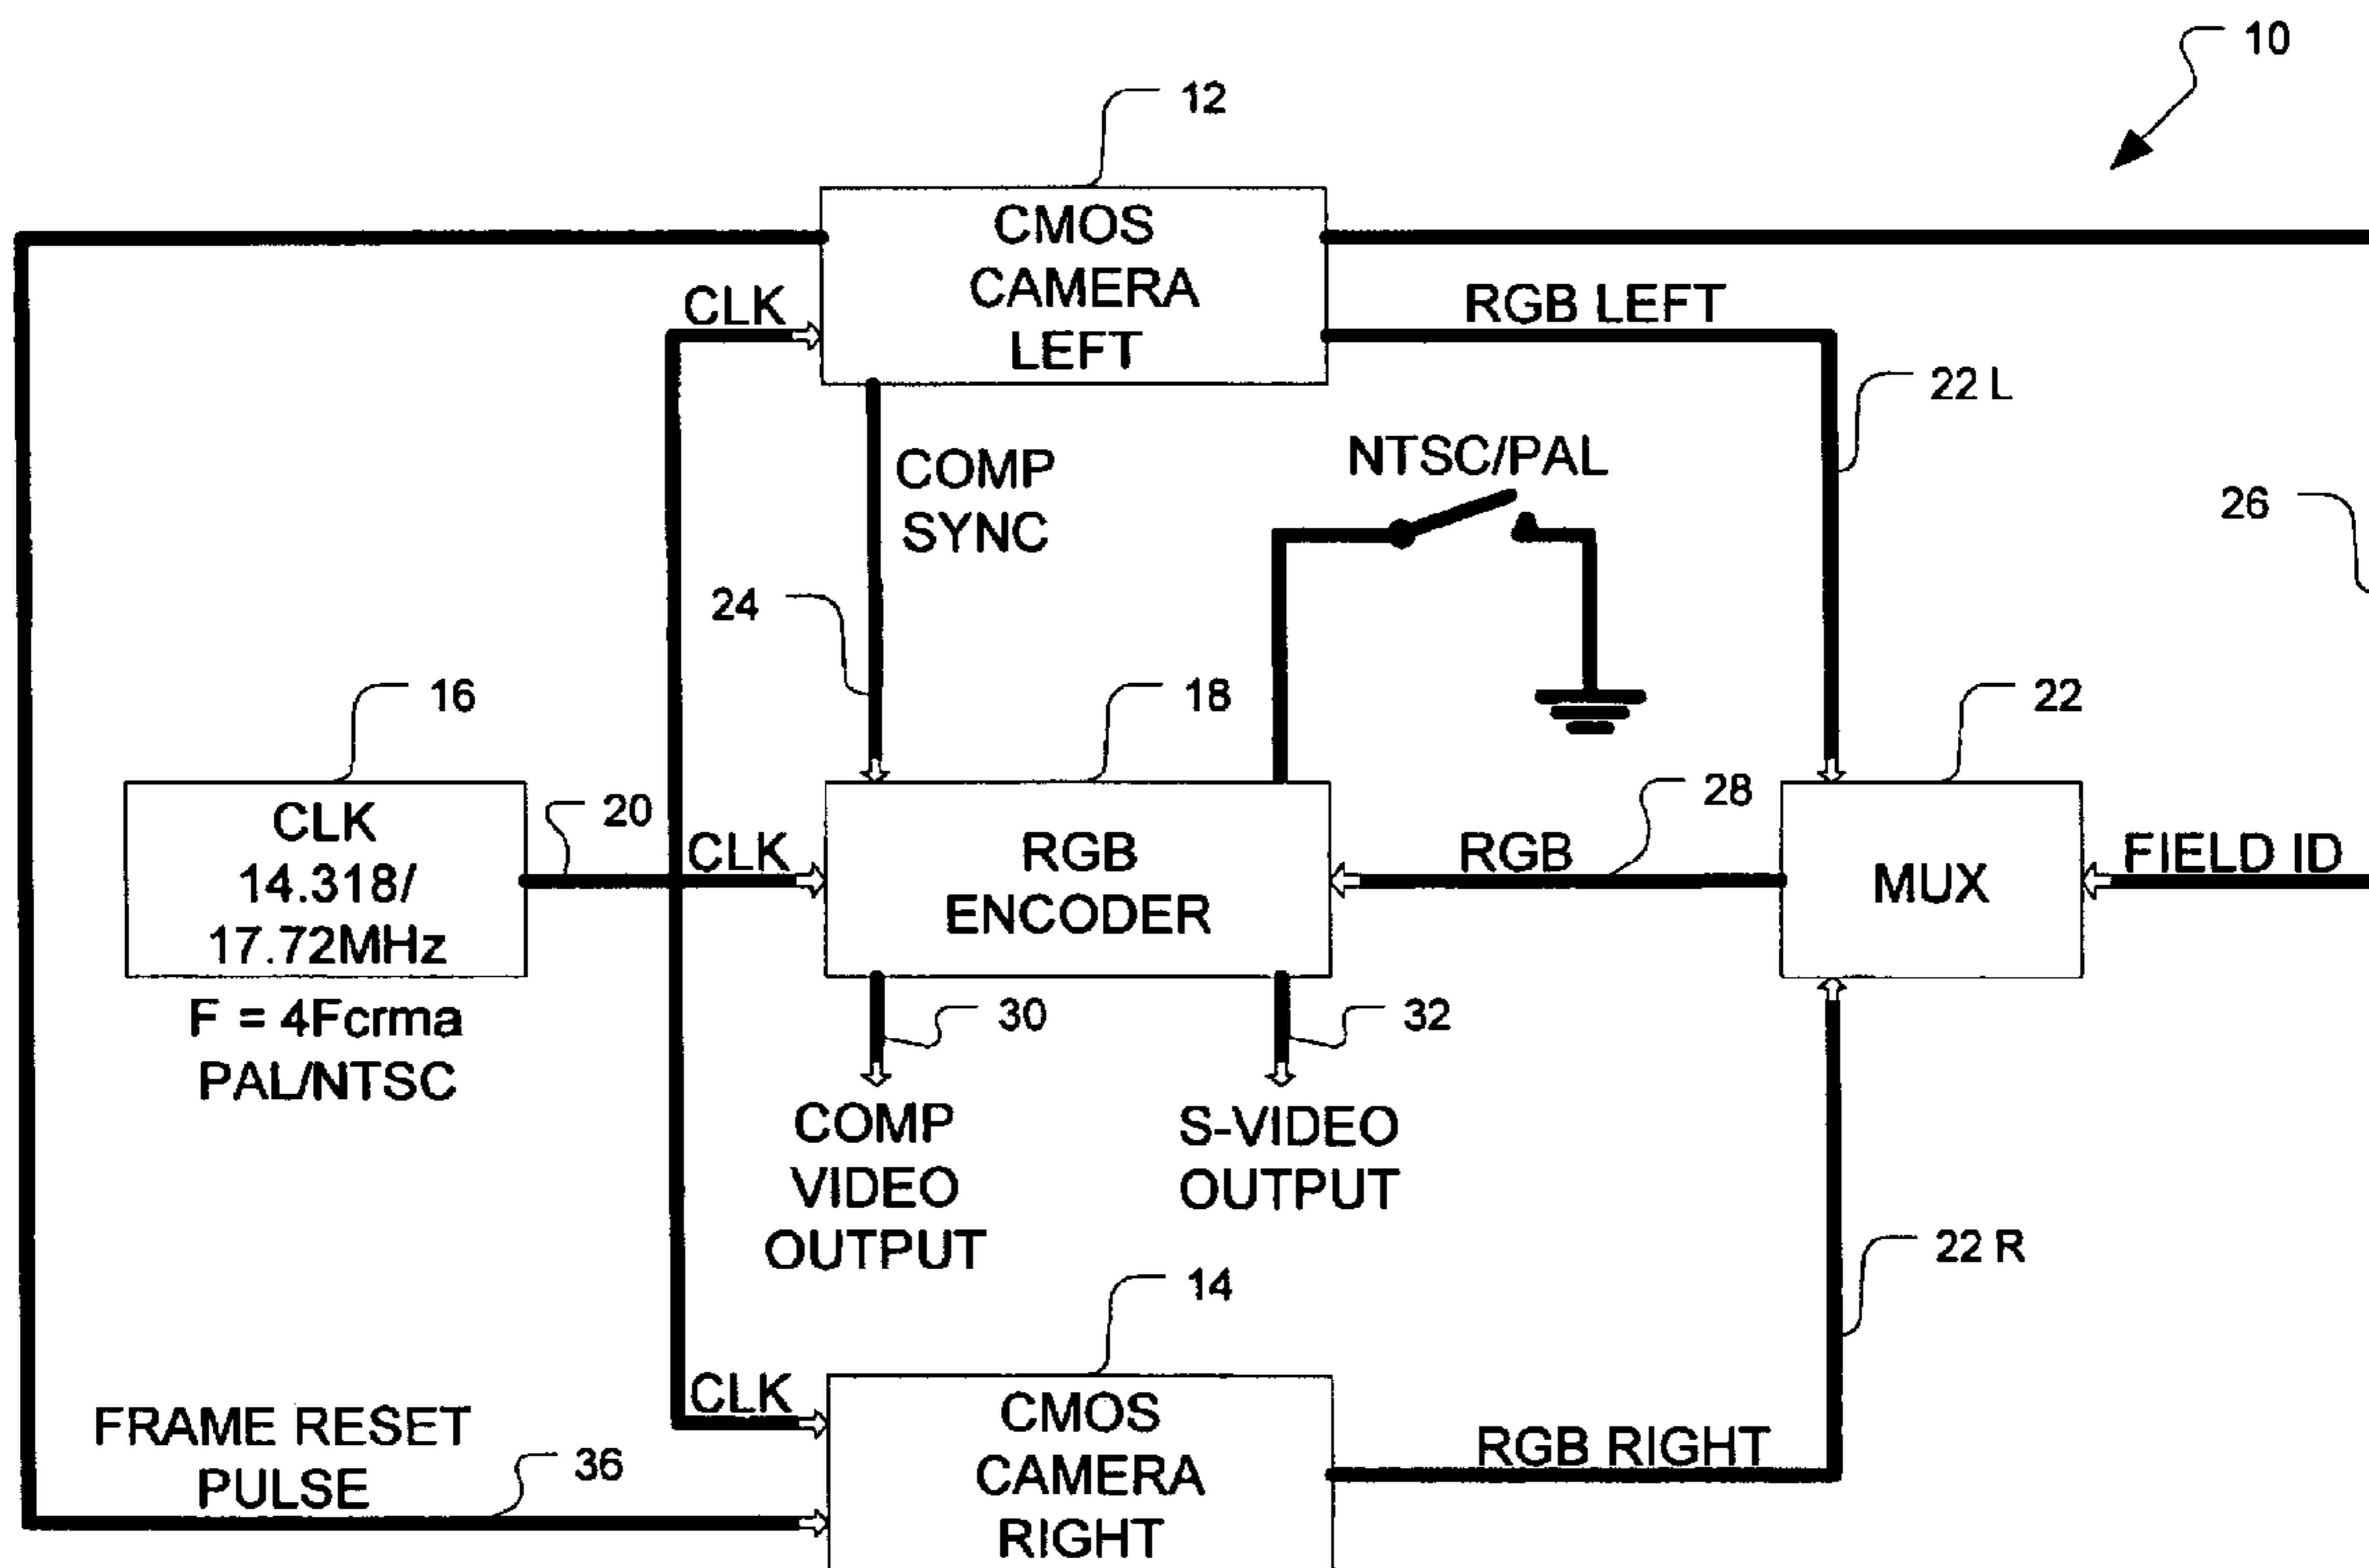 10
12
CMOS
CAMERA
LEFT
CLK
RGB LEFT
22 L
COMP
SYNC
NTSC/PAL
26
24
16
18
22
CLK
14.318/
17.72MHz
20
CLK
RGB
ENCODER
28
RGB
MUX
FIELD ID
F = 4Fcrma
PAL/NTSC
30
32
COMP
VIDEO
OUTPUT
S-VIDEO
OUTPUT
22 R
14
CLK
CMOS
CAMERA
RIGHT
RGB RIGHT
FRAME RESET
PULSE
36